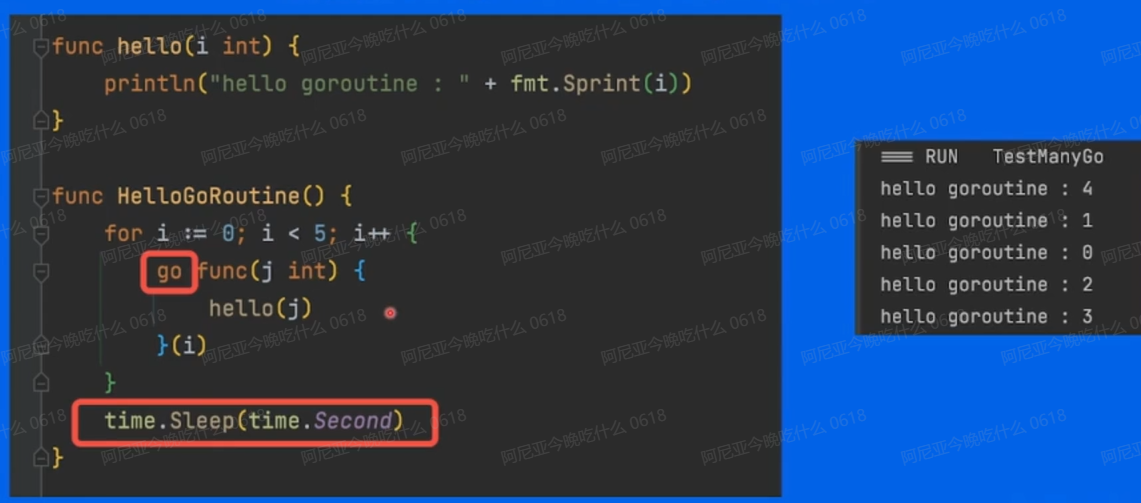 func hello(i int) {
println("hello goroutine : " + fmt.Sprint(i))
}
func HelloGoRoutine() {
for i := 0; i < 5; i++ {
go func(j int) {
hello(j)
}(i)
}
time.Sleep(time.Second)
}
=== RUN TestManyGo
hello goroutine : 4
hello goroutine : 1
hello goroutine : 0
hello goroutine : 2
hello goroutine : 3
阿尼亚今晚吃什么 0618